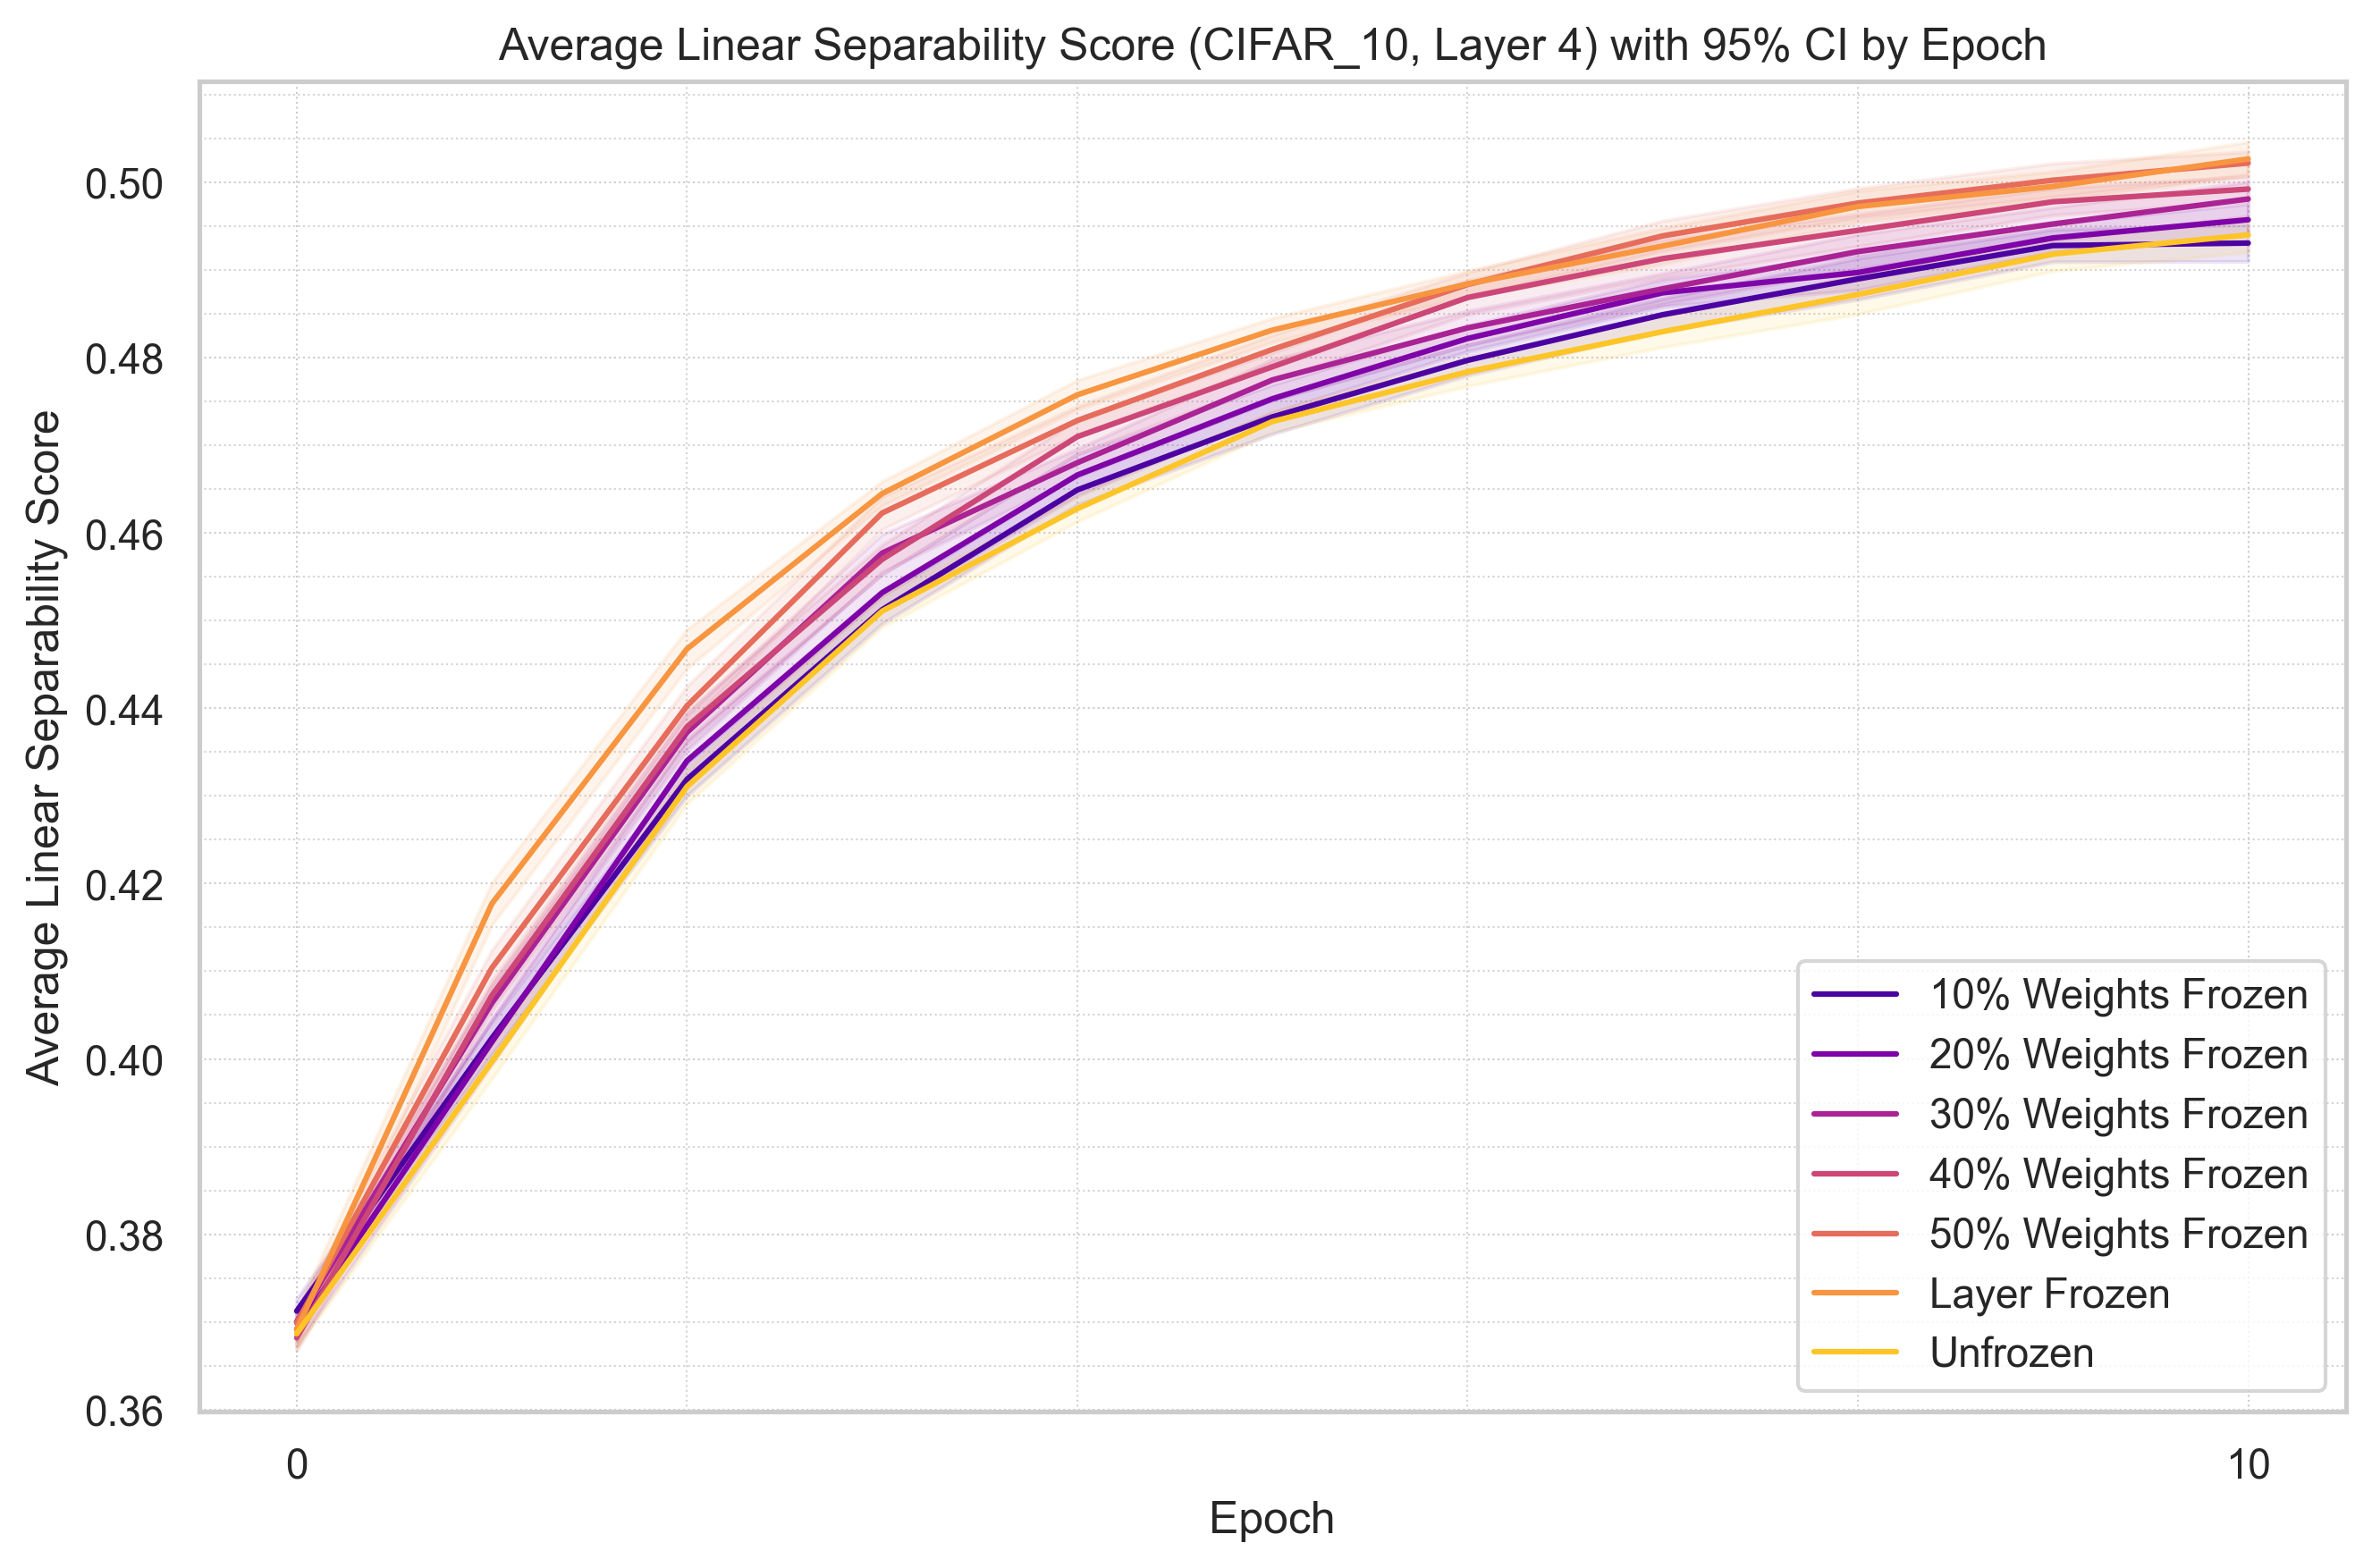 Average Linear Separability Score (CIFAR_10, Layer 4) with 95% CI by Epoch
Average Linear Separability Score
0.50
0.48
0.46
0.44
0.42
0.40
0.38
0.36
0
10
Epoch
10% Weights Frozen
20% Weights Frozen
30% Weights Frozen
40% Weights Frozen
50% Weights Frozen
Layer Frozen
Unfrozen